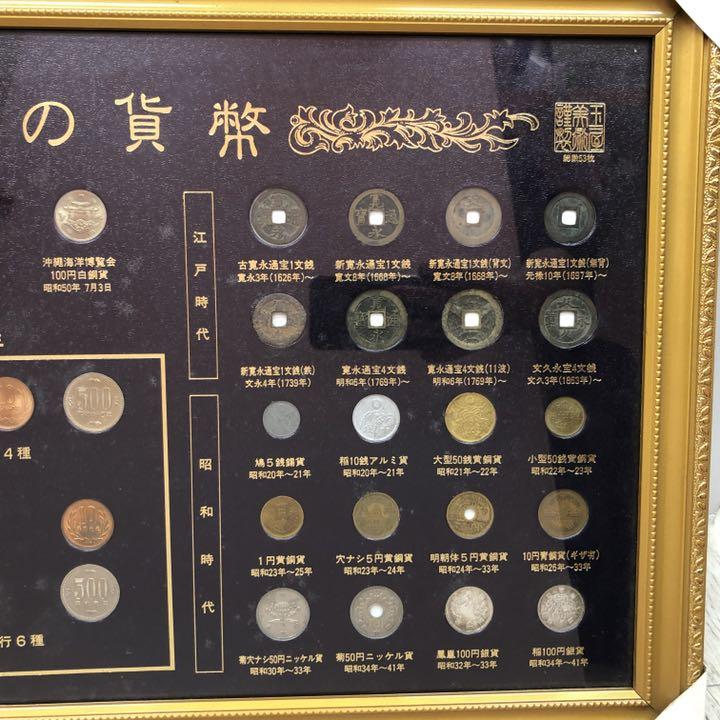 の貨幣
謹製 美術 玉屋
総数53枚
沖縄海洋博覧会
100円白銅貨
昭和50年 7月3日
4種
行6種
江戸時代
古寛永通宝1文銭
寛永3年(1626年)〜
新寛永通宝1文銭
寛文8年(1668年)〜
新寛永通宝1文銭(背文)
寛文8年(1668年)〜
新寛永通宝1文銭(無背)
元禄10年(1697年)〜
新寛永通宝1文銭(鉄)
文永4年(1739年)
寛永通宝4文銭
明和6年(1769年)〜
寛永通宝4文銭(11波)
明和6年(1769年)〜
文久永宝4文銭
文久3年(1863年)〜
昭和時代
鳩5銭錫貨
昭和20年〜21年
稲10銭アルミ貨
昭和20年〜21年
大型50銭黄銅貨
昭和21年〜22年
小型50銭黄銅貨
昭和22年〜23年
1円黄銅貨
昭和23年〜25年
穴ナシ5円黄銅貨
昭和23年〜24年
明朝体5円黄銅貨
昭和24年〜33年
10円青銅貨(ギザ有)
昭和26年〜33年
菊穴ナシ50円ニッケル貨
昭和30年〜33年
菊50円ニッケル貨
昭和34年〜41年
鳳凰100円銀貨
昭和32年〜33年
稲100円銀貨
昭和34年〜41年
500
10
500